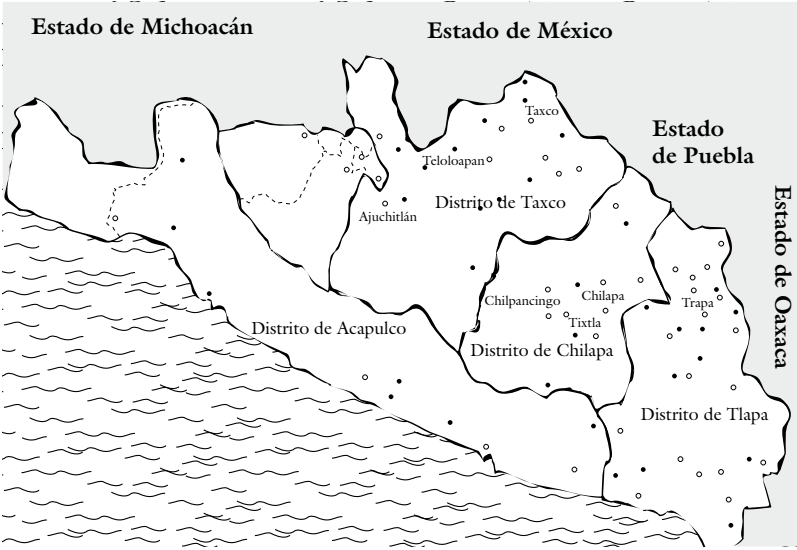 Estado de Michoacán
Estado de México
Estado
de Puebla
Estado de Oaxaca
Taxco
Teloloapan
Distrito de Taxco
Ajuchitlán
Chilpancingo
Chilapa
Tixtla
Trapa
Distrito de Acapulco
Distrito de Chilapa
Distrito de Tlapa